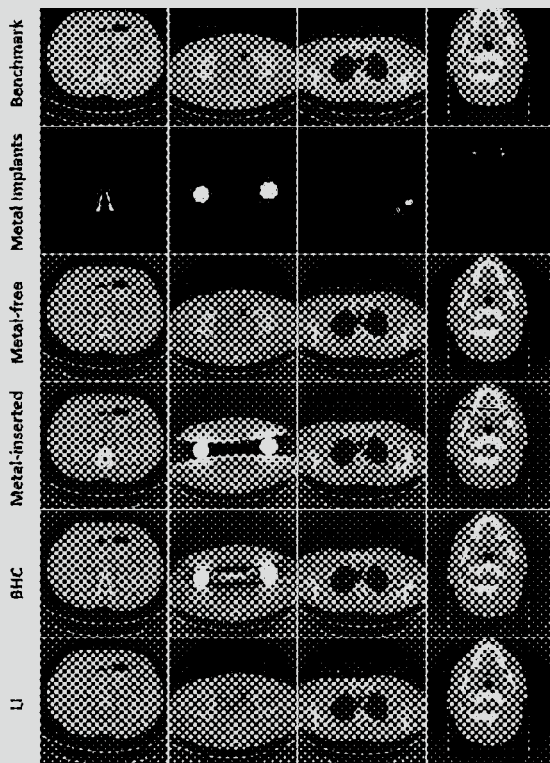 Benchmark
Metal Implants
Metal-free
Metal-inserted
BHC
LI